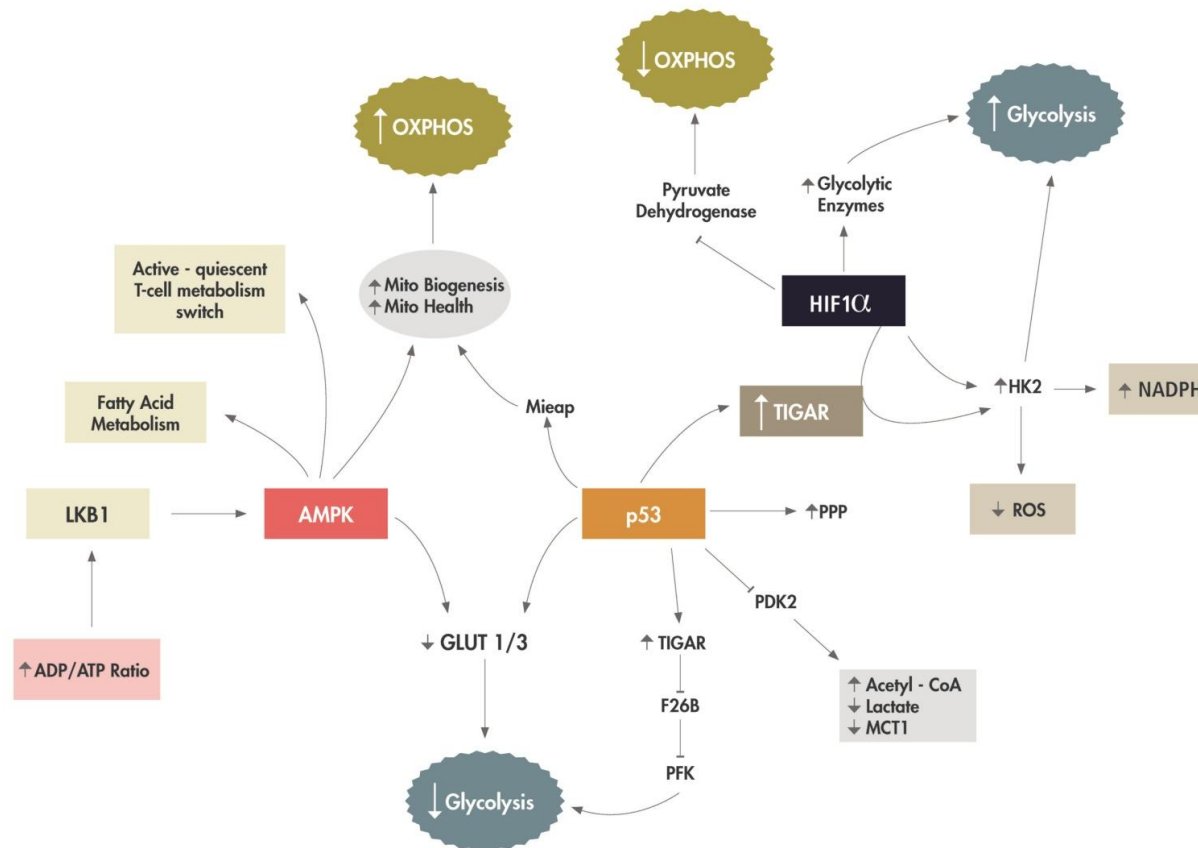 ↓ OXPHOS
↑ Glycolysis
↑ OXPHOS
Pyruvate
Dehydrogenase
↑ Glycolytic
Enzymes
Active - quiescent
T-cell metabolism
switch
↑ Mito Biogenesis
↑ Mito Health
HIF1α
Fatty Acid
Metabolism
Mieap
↑ TIGAR
↑ HK2
↑ NADPH
LKB1
AMPK
p53
↑ PPP
↓ ROS
PDK2
↑ ADP/ATP Ratio
↓ GLUT 1/3
↑ TIGAR
↑ Acetyl - CoA
↓ Lactate
↓ MCT1
F26B
PFK
↓ Glycolysis